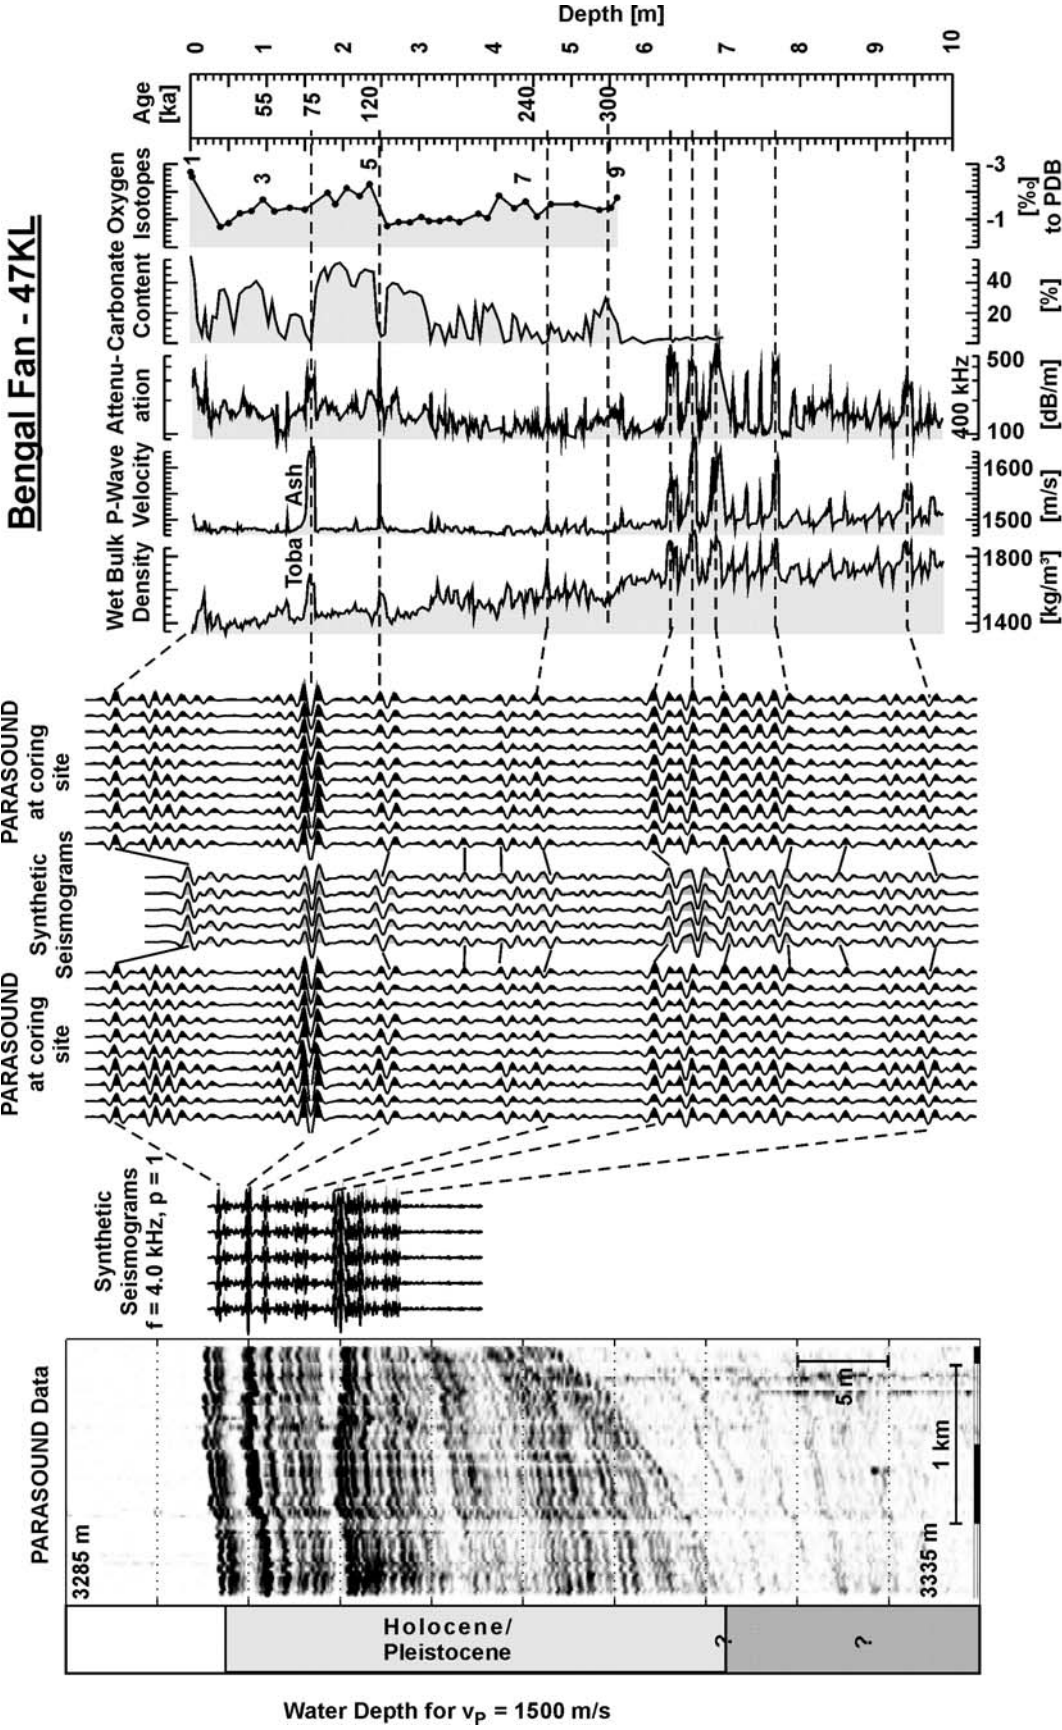 Bengal Fan - 47KL
Depth [m]
0 1 2 3 4 5 6 7 8 9 10
Age
[ka]
55 75 120 240 300
Oxygen
Isotopes
1 3 5 7 9
-3
-1
[‰]
to PDB
Carbonate
Content
40
20
[%]
Attenu-
ation
400 kHz
500
100
[dB/m]
P-Wave
Velocity
Ash
1600
1500
[m/s]
Wet Bulk
Density
Toba
1800
1400
[kg/m³]
PARASOUND
at coring
site
Synthetic
Seismograms
PARASOUND
at coring
site
Synthetic
Seismograms
f = 4.0 kHz, p = 1
PARASOUND Data
3285 m
3335 m
5 m
1 km
Holocene/
Pleistocene
?
?
Water Depth for vP = 1500 m/s